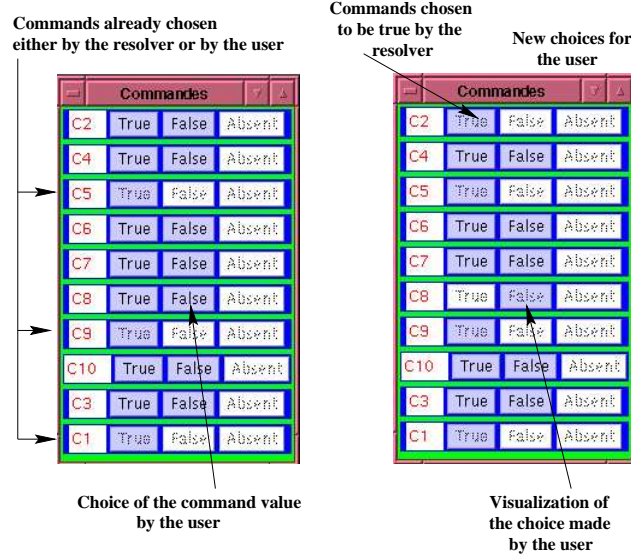 Commands already chosen
either by the resolver or by the user
Commands chosen
to be true by the
resolver
New choices for
the user
Commandes
C2 True False Absent
C4 True False Absent
C5 True False Absent
C6 True False Absent
C7 True False Absent
C8 True False Absent
C9 True False Absent
C10 True False Absent
C3 True False Absent
C1 True False Absent
Choice of the command value
by the user
Commandes
C2 True False Absent
C4 True False Absent
C5 True False Absent
C6 True False Absent
C7 True False Absent
C8 True False Absent
C9 True False Absent
C10 True False Absent
C3 True False Absent
C1 True False Absent
Visualization of
the choice made
by the user